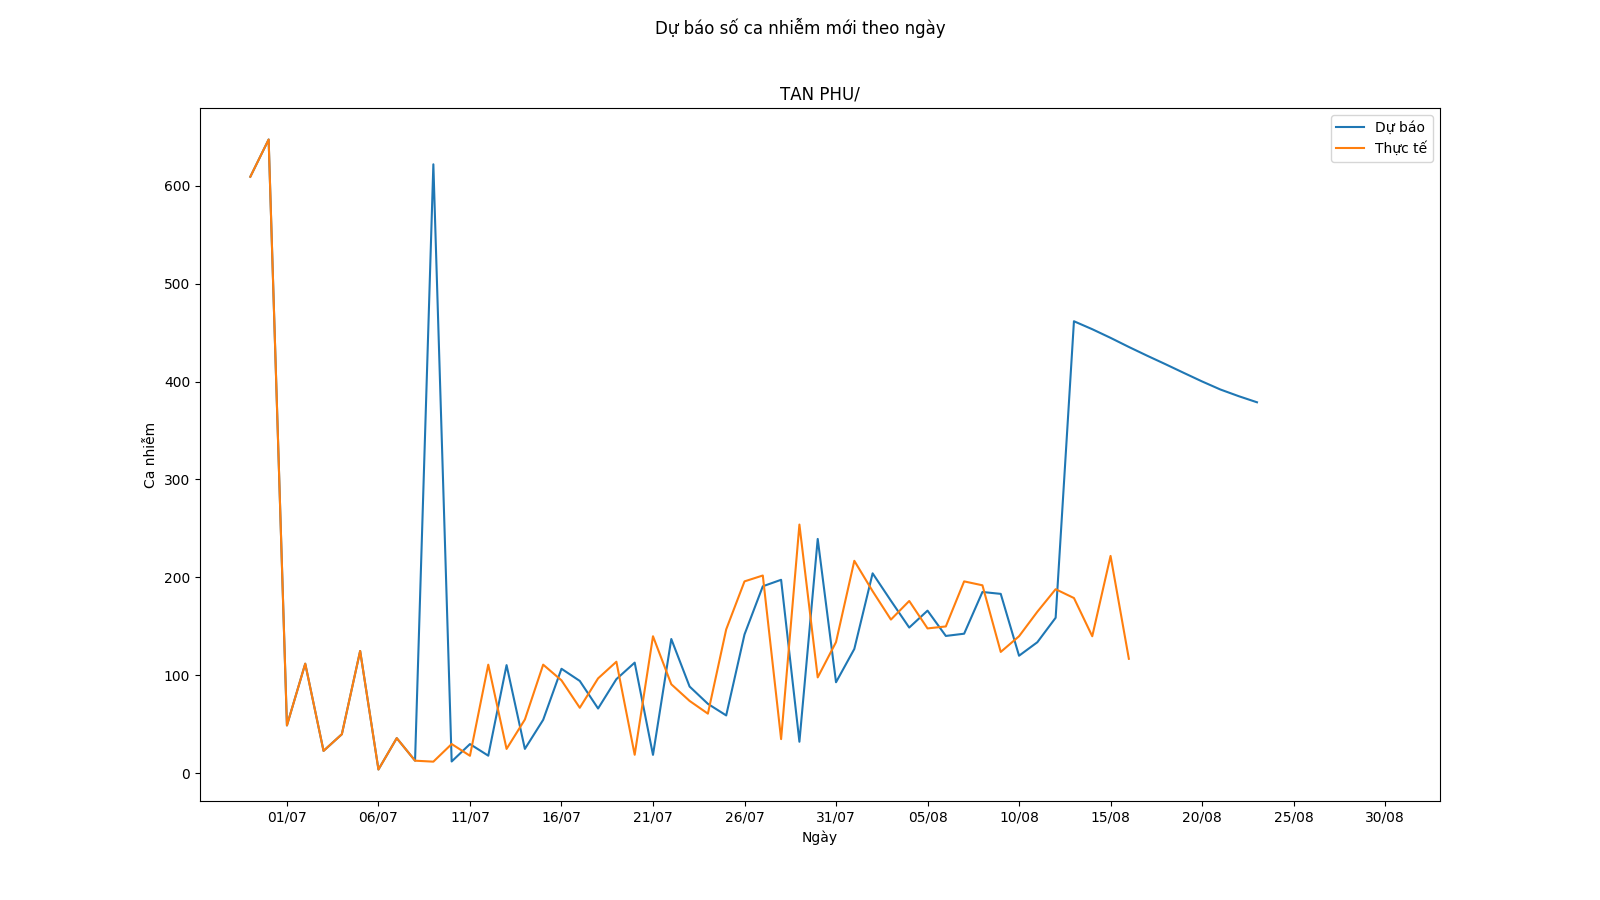 Dự báo số ca nhiễm mới theo ngày
TAN PHU/
Dự báo
Thực tế
600
500
400
300
200
100
0
Ca nhiễm
01/07 06/07 11/07 16/07 21/07 26/07 31/07 05/08 10/08 15/08 20/08 25/08 30/08
Ngày